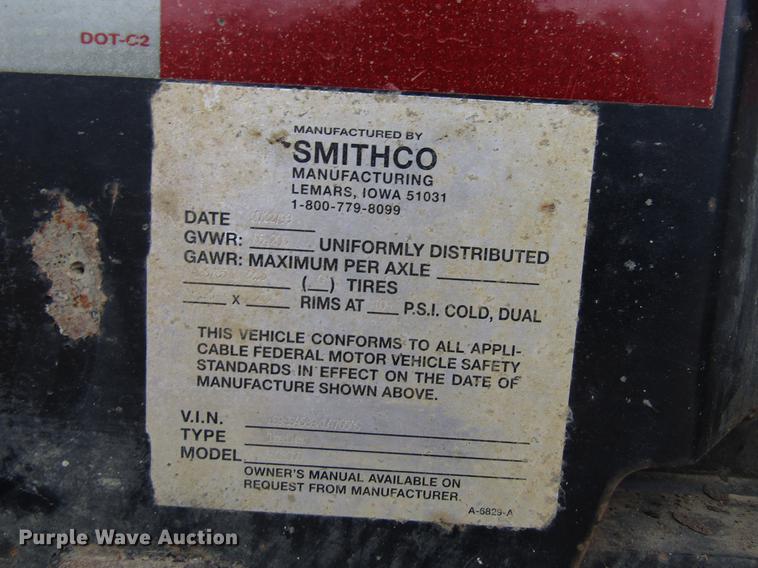 DOT-C2
MANUFACTURED BY
SMITHCO
MANUFACTURING
LEMARS, IOWA 51031
1-800-779-8099
DATE
GVWR: UNIFORMLY DISTRIBUTED
GAWR: MAXIMUM PER AXLE
(__) TIRES
X RIMS AT P.S.I. COLD, DUAL
THIS VEHICLE CONFORMS TO ALL APPLI-
CABLE FEDERAL MOTOR VEHICLE SAFETY
STANDARDS IN EFFECT ON THE DATE OF
MANUFACTURE SHOWN ABOVE.
V.I.N.
TYPE
MODEL
OWNER'S MANUAL AVAILABLE ON
REQUEST FROM MANUFACTURER.
A-6829-A
Purple Wave Auction